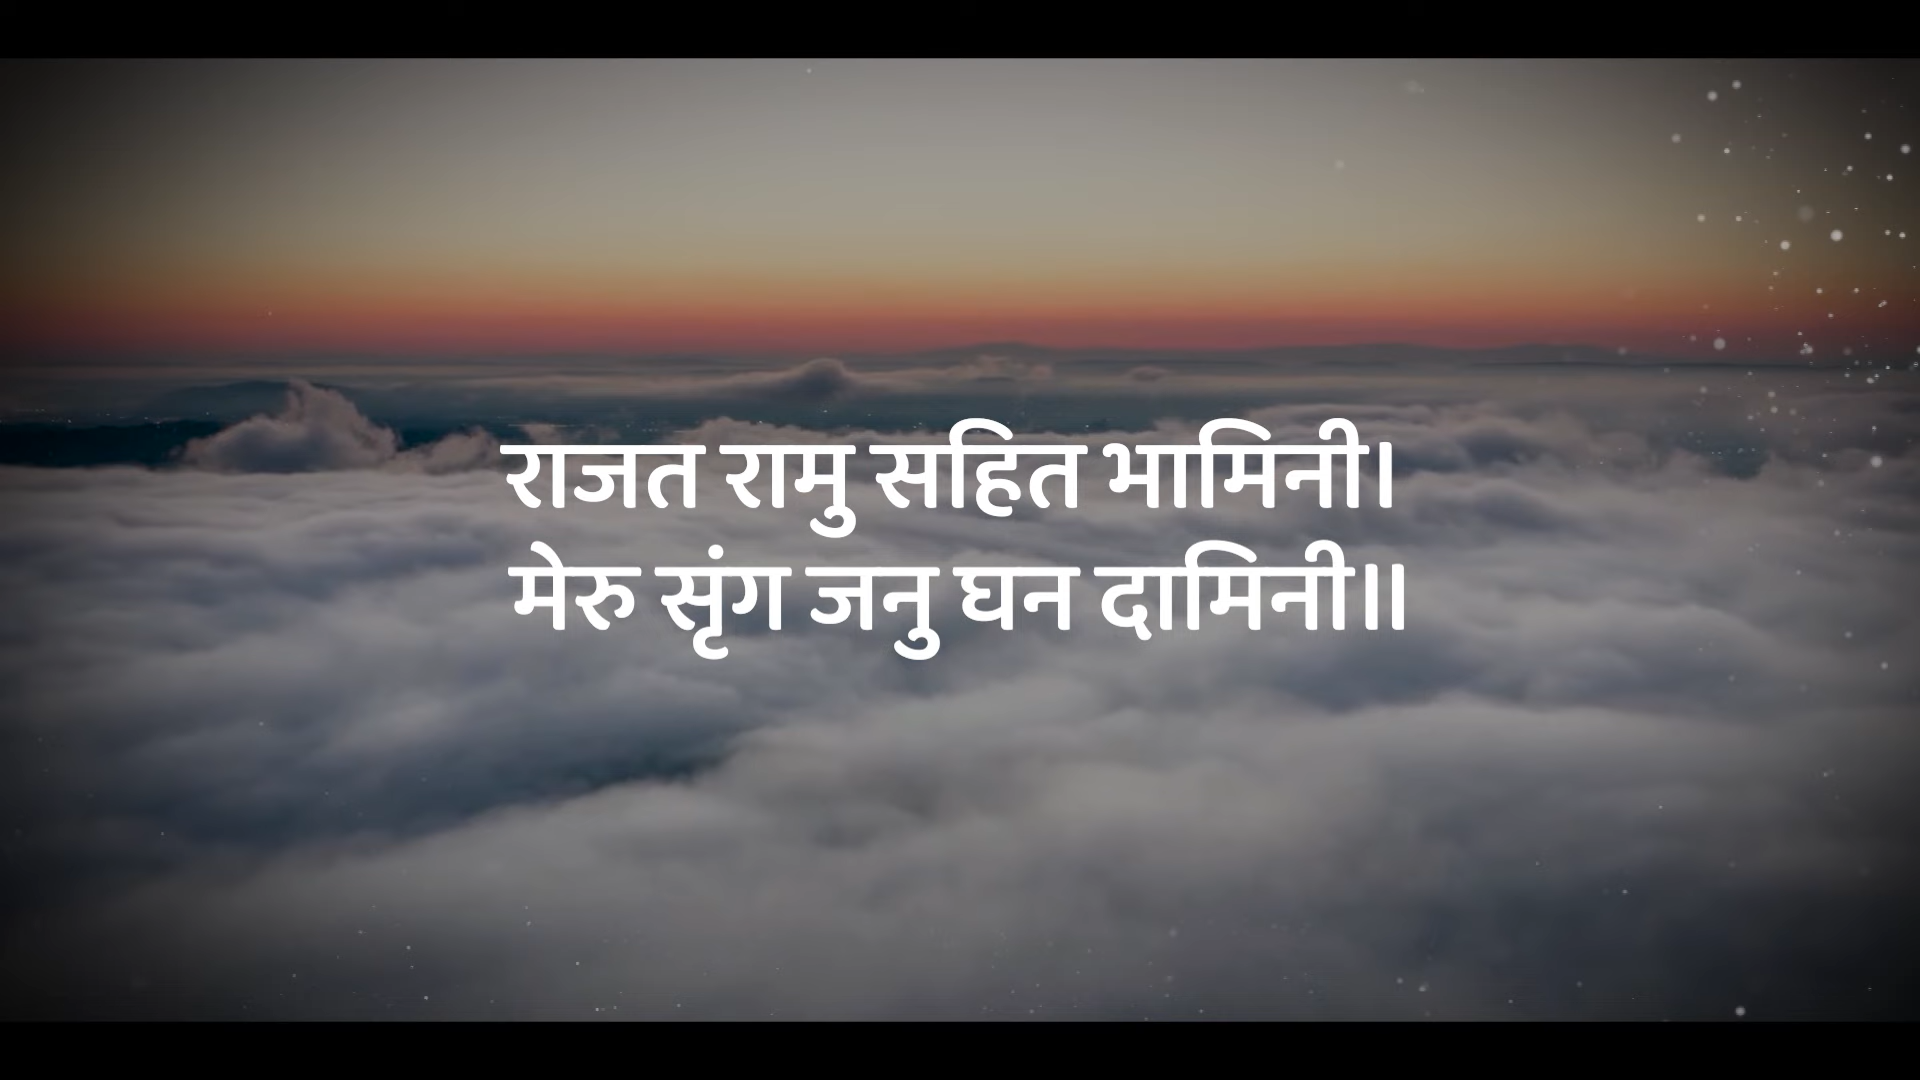 राजत रामु सहित भामिनी।
मेरु सृंग जनु घन दामिनी॥